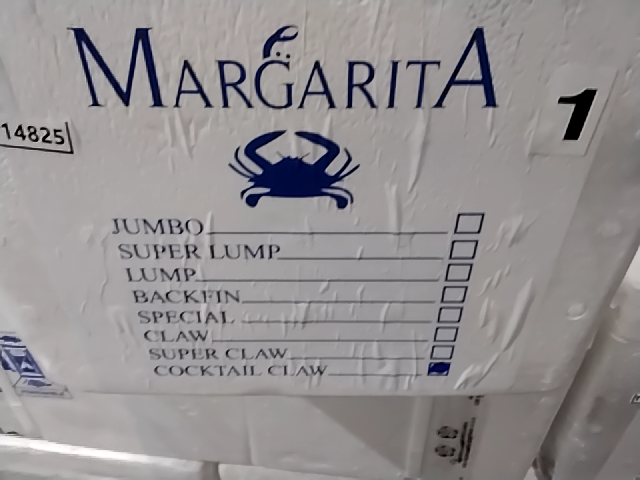 MARGARITA
1
14825
JUMBO
SUPER LUMP
LUMP
BACKFIN
SPECIAL
CLAW
SUPER CLAW
COCKTAIL CLAW